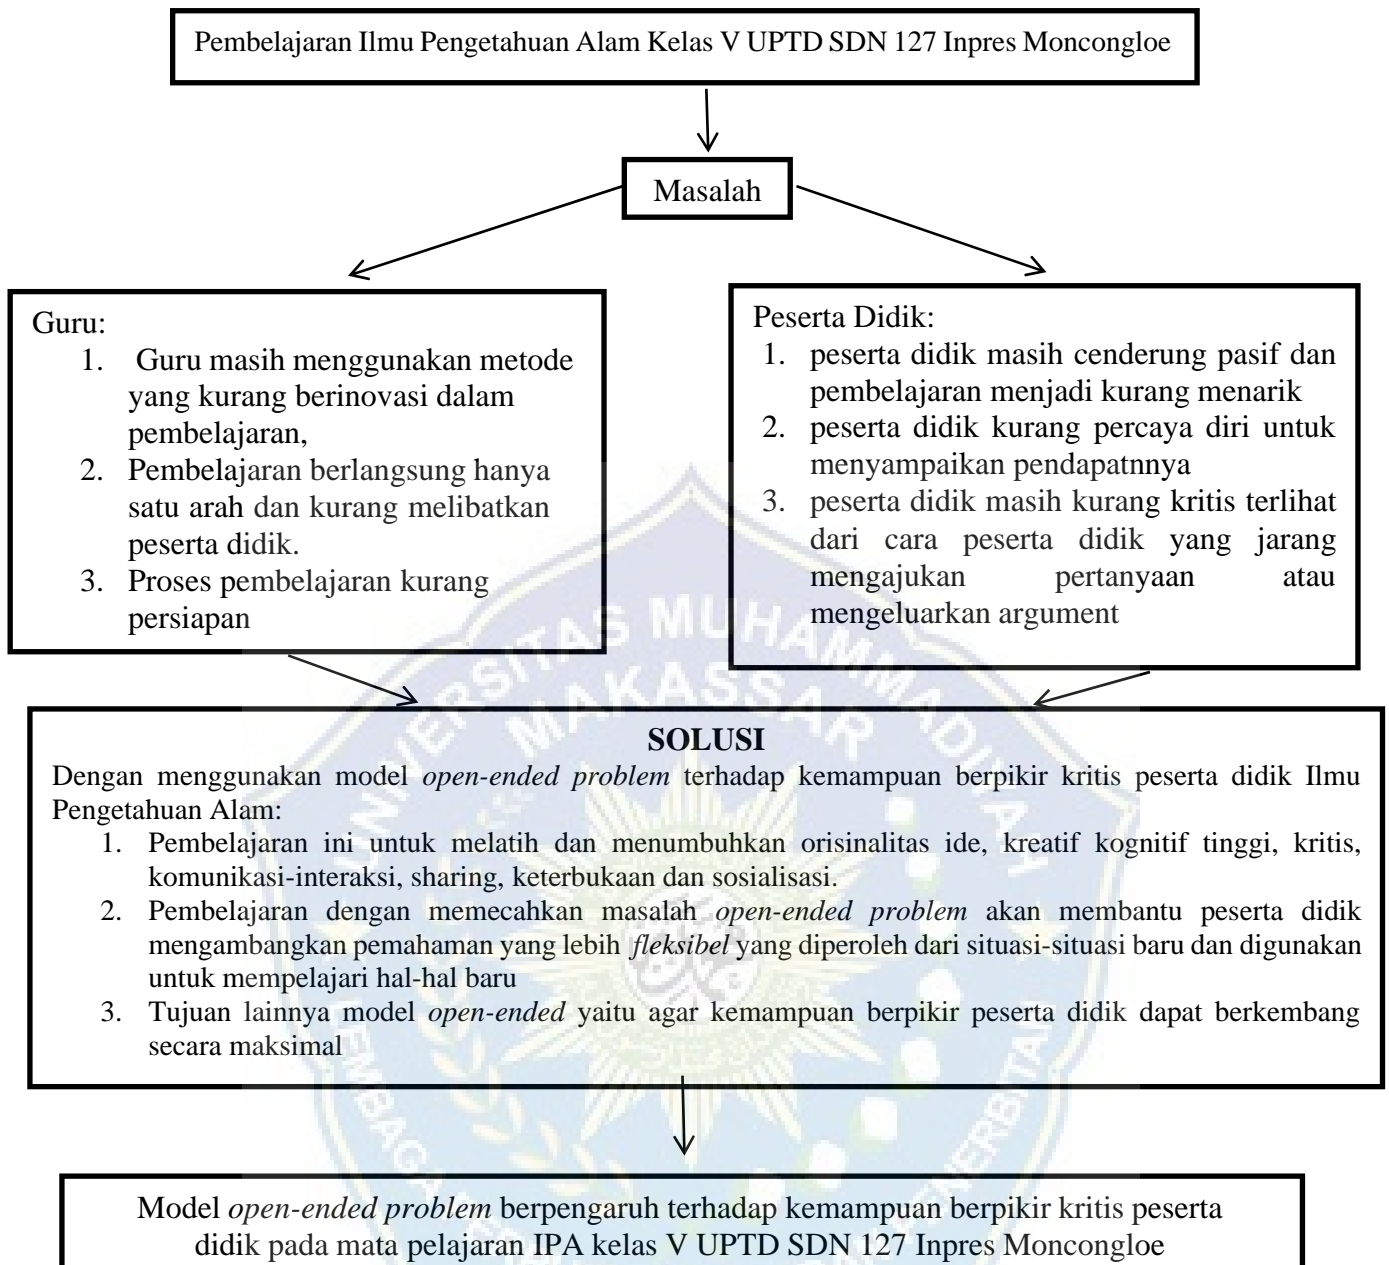 Pembelajaran Ilmu Pengetahuan Alam Kelas V UPTD SDN 127 Inpres Moncongloe
Masalah
Guru:
1. Guru masih menggunakan metode
yang kurang berinovasi dalam
pembelajaran,
2. Pembelajaran berlangsung hanya
satu arah dan kurang melibatkan
peserta didik.
3. Proses pembelajaran kurang
persiapan
Peserta Didik:
1. peserta didik masih cenderung pasif dan
pembelajaran menjadi kurang menarik
2. peserta didik kurang percaya diri untuk
menyampaikan pendapatnnya
3. peserta didik masih kurang kritis terlihat
dari cara peserta didik yang jarang
mengajukan pertanyaan atau
mengeluarkan argument
UNIVERSITAS MUHAMMADIYAH
MAKASSAR
SOLUSI
Dengan menggunakan model open-ended problem terhadap kemampuan berpikir kritis peserta didik Ilmu
Pengetahuan Alam:
1. Pembelajaran ini untuk melatih dan menumbuhkan orisinalitas ide, kreatif kognitif tinggi, kritis,
komunikasi-interaksi, sharing, keterbukaan dan sosialisasi.
2. Pembelajaran dengan memecahkan masalah open-ended problem akan membantu peserta didik
mengambangkan pemahaman yang lebih fleksibel yang diperoleh dari situasi-situasi baru dan digunakan
untuk mempelajari hal-hal baru
3. Tujuan lainnya model open-ended yaitu agar kemampuan berpikir peserta didik dapat berkembang
secara maksimal
LEMBAGA
Model open-ended problem berpengaruh terhadap kemampuan berpikir kritis peserta
didik pada mata pelajaran IPA kelas V UPTD SDN 127 Inpres Moncongloe